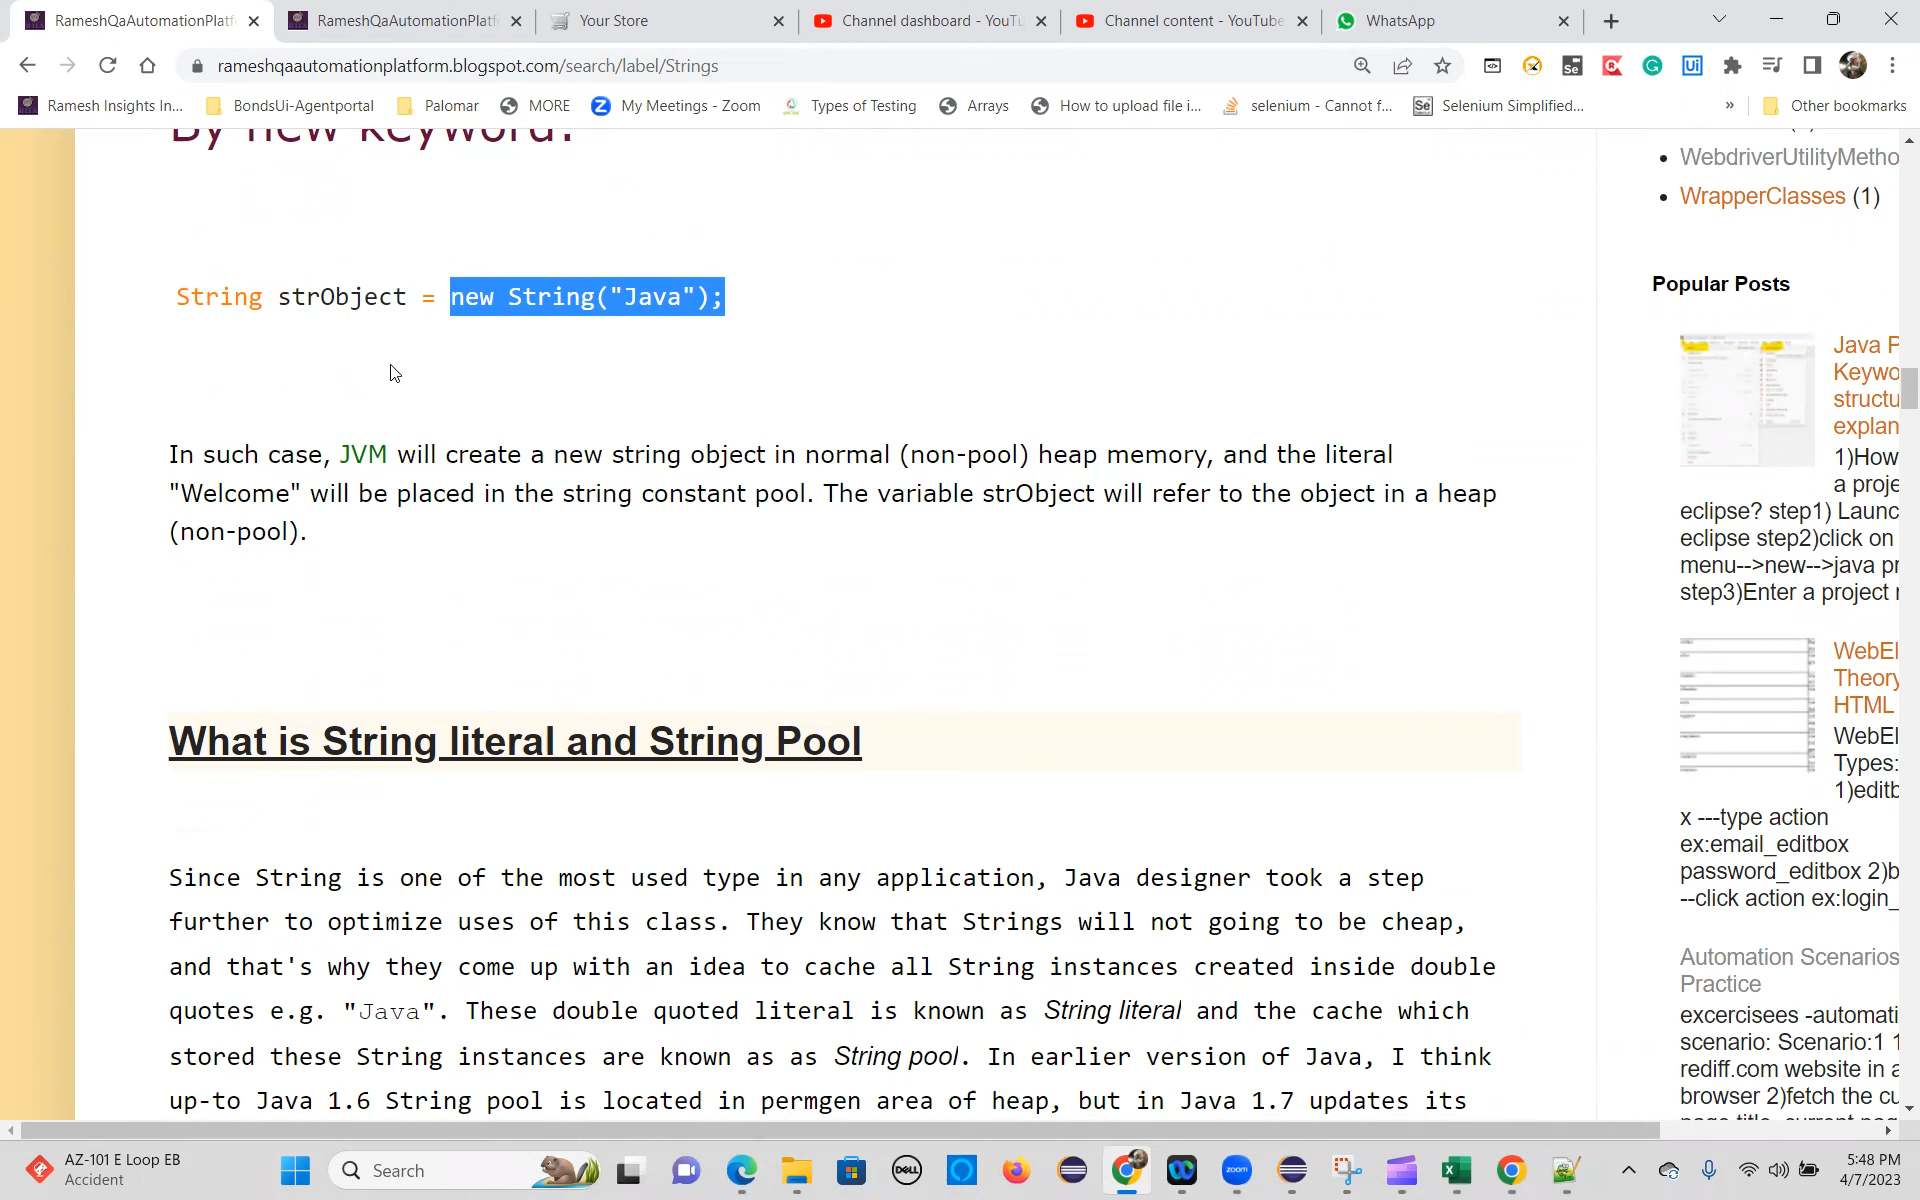 RameshQaAutomationPlatf
RameshQaAutomationPlatf
Your Store
Channel dashboard - YouTu
Channel content - YouTube
WhatsApp
rameshqaautomationplatform.blogspot.com/search/label/Strings
Ramesh Insights In...
BondsUi-Agentportal
Palomar
MORE
My Meetings - Zoom
Types of Testing
Arrays
How to upload file i...
selenium - Cannot f...
Selenium Simplified...
»
Other bookmarks
By new keyword:
String strObject = new String("Java");
In such case, JVM will create a new string object in normal (non-pool) heap memory, and the literal
"Welcome" will be placed in the string constant pool. The variable strObject will refer to the object in a heap
(non-pool).
What is String literal and String Pool
Since String is one of the most used type in any application, Java designer took a step
further to optimize uses of this class. They know that Strings will not going to be cheap,
and that's why they come up with an idea to cache all String instances created inside double
quotes e.g. "Java". These double quoted literal is known as String literal and the cache which
stored these String instances are known as as String pool. In earlier version of Java, I think
up-to Java 1.6 String pool is located in permgen area of heap, but in Java 1.7 updates its
WebdriverUtilityMetho
WrapperClasses (1)
Popular Posts
Java P
Keywo
structu
explan
1)How
a proje
eclipse? step1) Launc
eclipse step2)click on
menu-->new-->java pr
step3)Enter a project r
WebEl
Theory
HTML
WebEl
Types:
1)editb
x ---type action
ex:email_editbox
password_editbox 2)b
--click action ex:login_
Automation Scenarios
Practice
excercisees -automati
scenario: Scenario:1 1
rediff.com website in a
browser 2)fetch the cu
AZ-101 E Loop EB
Accident
Search
DELL
zoom
5:48 PM
4/7/2023